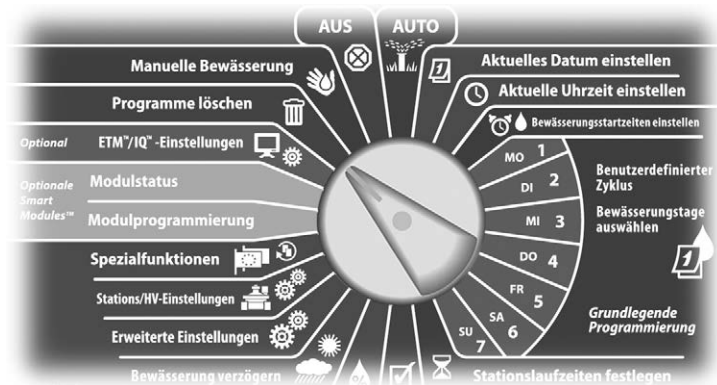 AUS
AUTO
Manuelle Bewässerung
Programme löschen
Optional
ETM™/IQ™ -Einstellungen
Optionale
Smart
Modules™
Modulstatus
Modulprogrammierung
Spezialfunktionen
Stations/HV-Einstellungen
Erweiterte Einstellungen
Bewässerung verzögern
Aktuelles Datum einstellen
Aktuelle Uhrzeit einstellen
Bewässerungsstartzeiten einstellen
MO 1
DI 2
MI 3
DO 4
FR 5
SA 6
SU 7
Benutzerdefinierter
Zyklus
Bewässerungstage
auswählen
1
1
Grundlegende
Programmierung
Stationslaufzeiten festlegen
%